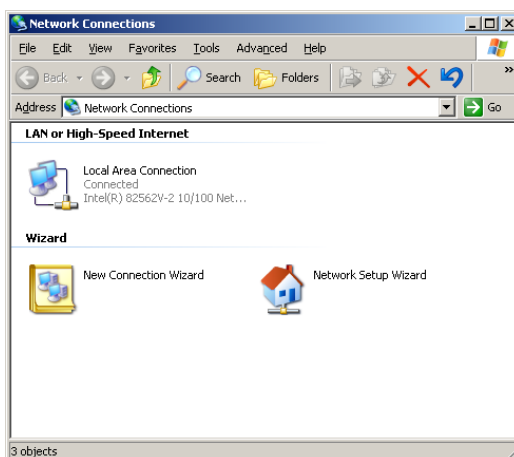 Network Connections
File Edit View Favorites Tools Advanced Help
Back Search Folders »
Address Network Connections Go
LAN or High-Speed Internet
Local Area Connection
Connected
Intel(R) 82562V-2 10/100 Net...
Wizard
New Connection Wizard Network Setup Wizard
3 objects